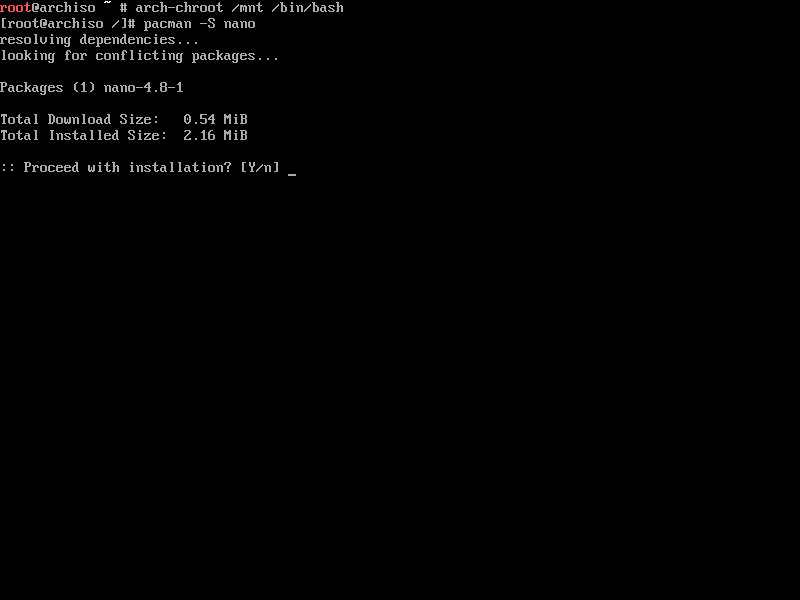 root@archiso ~ # arch-chroot /mnt /bin/bash
[root@archiso /]# pacman -S nano
resolving dependencies...
looking for conflicting packages...
Packages (1) nano-4.8-1
Total Download Size:   0.54 MiB
Total Installed Size:  2.16 MiB
:: Proceed with installation? [Y/n] _